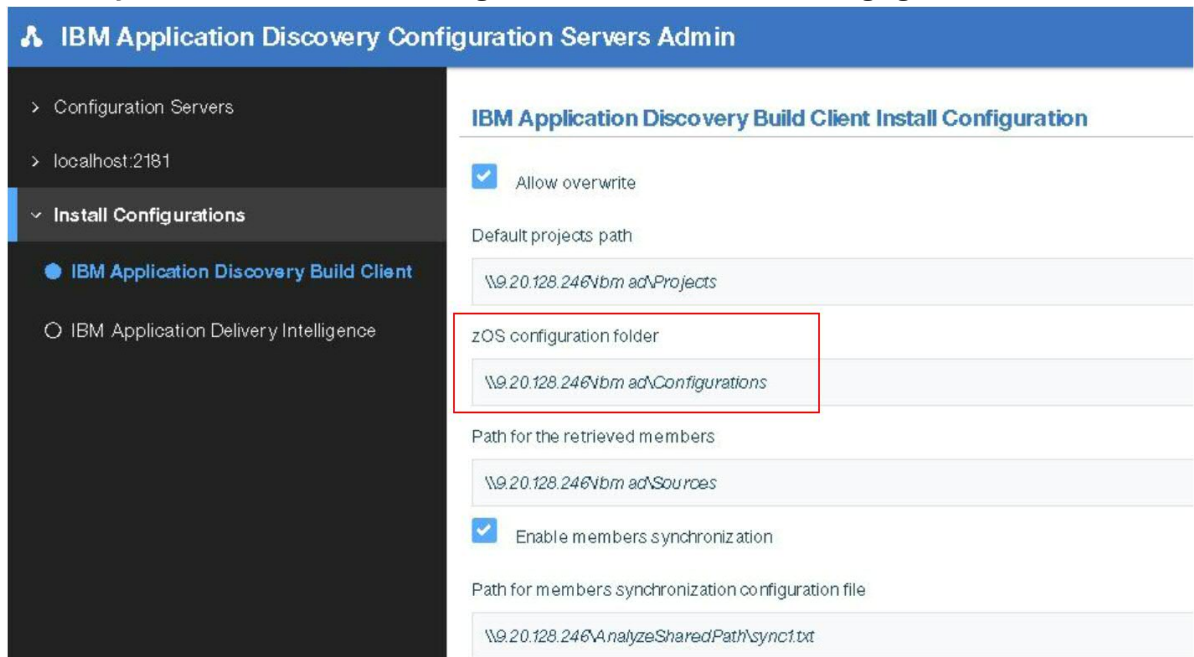 IBM Application Discovery Configuration Servers Admin
> Configuration Servers
> localhost:2181
Install Configurations
IBM Application Discovery Build Client
IBM Application Delivery Intelligence
IBM Application Discovery Build Client Install Configuration
Allow overwrite
Default projects path
\\9.20.128.246\ibm ad\Projects
zOS configuration folder
\\9.20.128.246\ibm ad\Configurations
Path for the retrieved members
\\9.20.128.246\ibm ad\Sources
Enable members synchronization
Path for members synchronization configuration file
\\9.20.128.246\AnalyzeSharedPath\sync1.txt